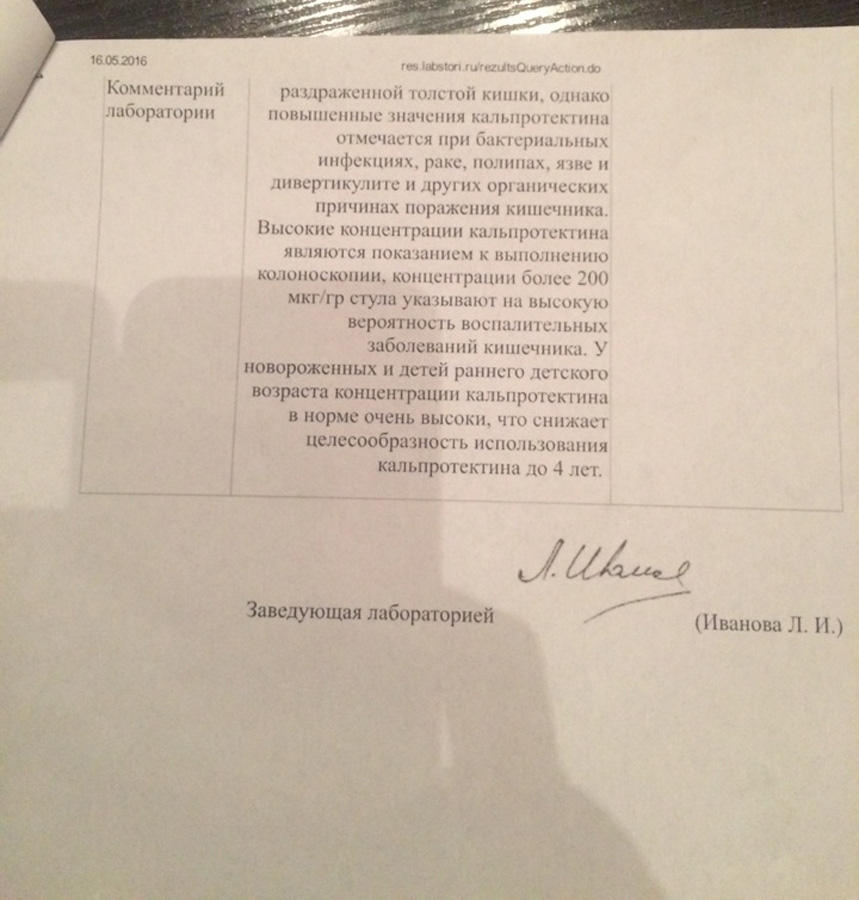 16.05.2016
res.labstori.ru/rezultsQueryAction.do
Комментарий
лаборатории
раздраженной толстой кишки, однако
повышенные значения кальпротектина
отмечается при бактериальных
инфекциях, раке, полипах, язве и
дивертикулите и других органических
причинах поражения кишечника.
Высокие концентрации кальпротектина
являются показанием к выполнению
колоноскопии, концентрации более 200
мкг/гр стула указывают на высокую
вероятность воспалительных
заболеваний кишечника. У
новороженных и детей раннего детского
возраста концентрации кальпротектина
в норме очень высоки, что снижает
целесообразность использования
кальпротектина до 4 лет.
Л. Иванова
Заведующая лабораторией
(Иванова Л. И.)